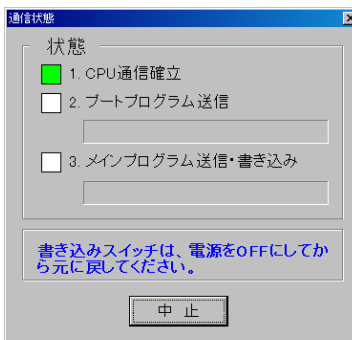 通信状態
状態
1. CPU通信確立
2. ブートプログラム送信
3. メインプログラム送信・書き込み
書き込みスイッチは、電源をOFFにしてか
ら元に戻してください。
中 止